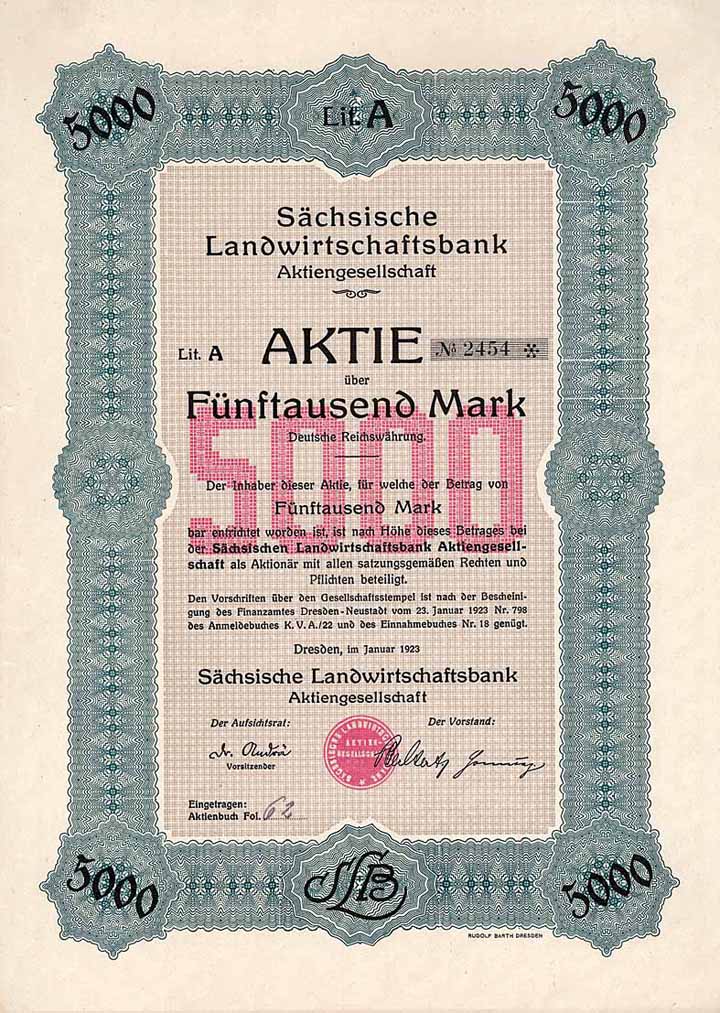 5000 Lit. A 5000
Sächsische
Landwirtschaftsbank
Aktiengesellschaft
Lit. A AKTIE № 2454
über
Fünftausend Mark
5000
Deutsche Reichswährung.
Der Inhaber dieser Aktie, für welche der Betrag von
Fünftausend Mark
bar entrichtet worden ist, ist nach Höhe dieses Betrages bei
der Sächsischen Landwirtschaftsbank Aktiengesell-
schaft als Aktionär mit allen satzungsgemäßen Rechten und
Pflichten beteiligt.
Den Vorschriften über den Gesellschaftsstempel ist nach der Bescheini-
gung des Finanzamtes Dresden-Neustadt vom 23. Januar 1923 Nr. 798
des Anmeldebuches K. V. A./22 und des Einnahmebuches Nr. 18 genügt.
Dresden, im Januar 1923
Sächsische Landwirtschaftsbank
Aktiengesellschaft
Der Aufsichtsrat: Der Vorstand:
Dr.
Vorsitzender
AKTIEN-
GESELLSCHAFT
Eingetragen:
Aktienbuch Fol. 62
5000 SLB 5000
RUDOLF BARTH DRESDEN